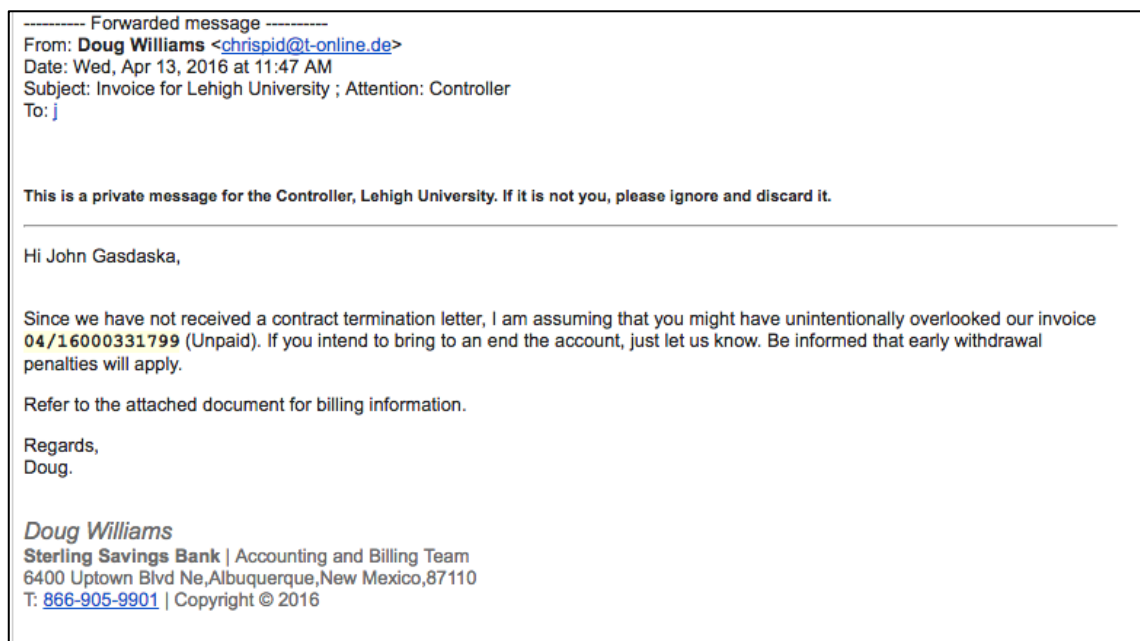 ---------- Forwarded message ----------
From: Doug Williams <chrispid@t-online.de>
Date: Wed, Apr 13, 2016 at 11:47 AM
Subject: Invoice for Lehigh University ; Attention: Controller
To: j
This is a private message for the Controller, Lehigh University. If it is not you, please ignore and discard it.
Hi John Gasdaska,
Since we have not received a contract termination letter, I am assuming that you might have unintentionally overlooked our invoice
04/16000331799 (Unpaid). If you intend to bring to an end the account, just let us know. Be informed that early withdrawal
penalties will apply.
Refer to the attached document for billing information.
Regards,
Doug.
Doug Williams
Sterling Savings Bank | Accounting and Billing Team
6400 Uptown Blvd Ne,Albuquerque,New Mexico,87110
T: 866-905-9901 | Copyright © 2016